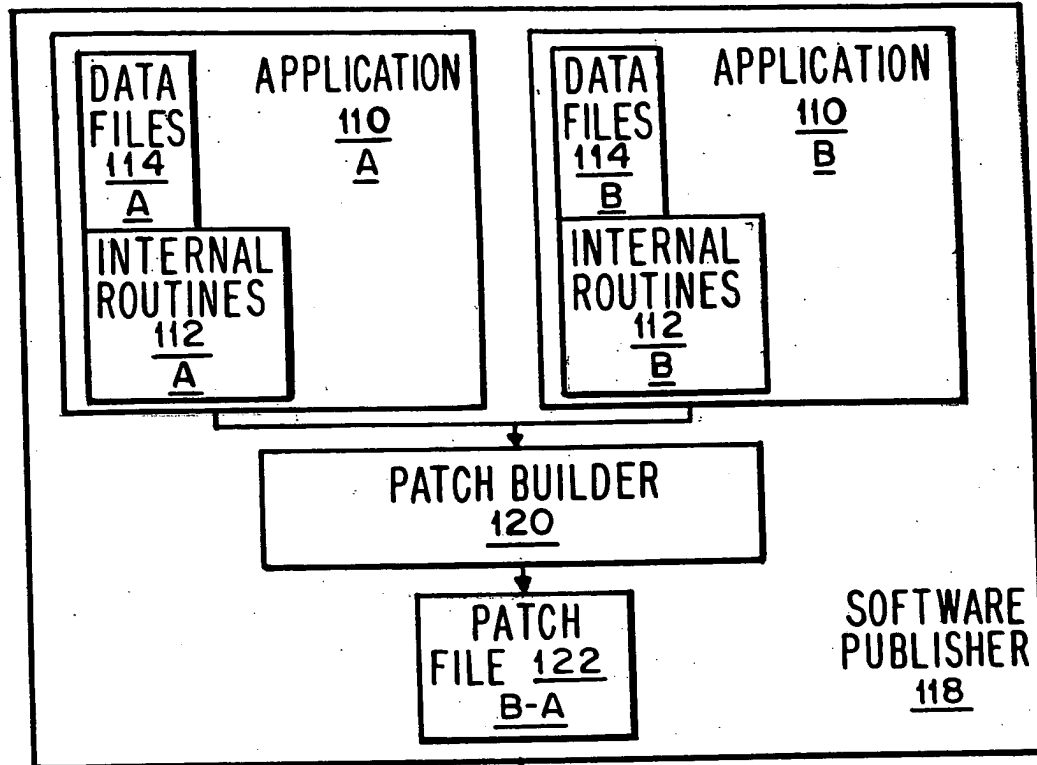 DATA
FILES
114
A
APPLICATION
110
A
INTERNAL
ROUTINES
112
A
DATA
FILES
114
B
APPLICATION
110
B
INTERNAL
ROUTINES
112
B
PATCH BUILDER
120
PATCH
FILE 122
B-A
SOFTWARE
PUBLISHER
118